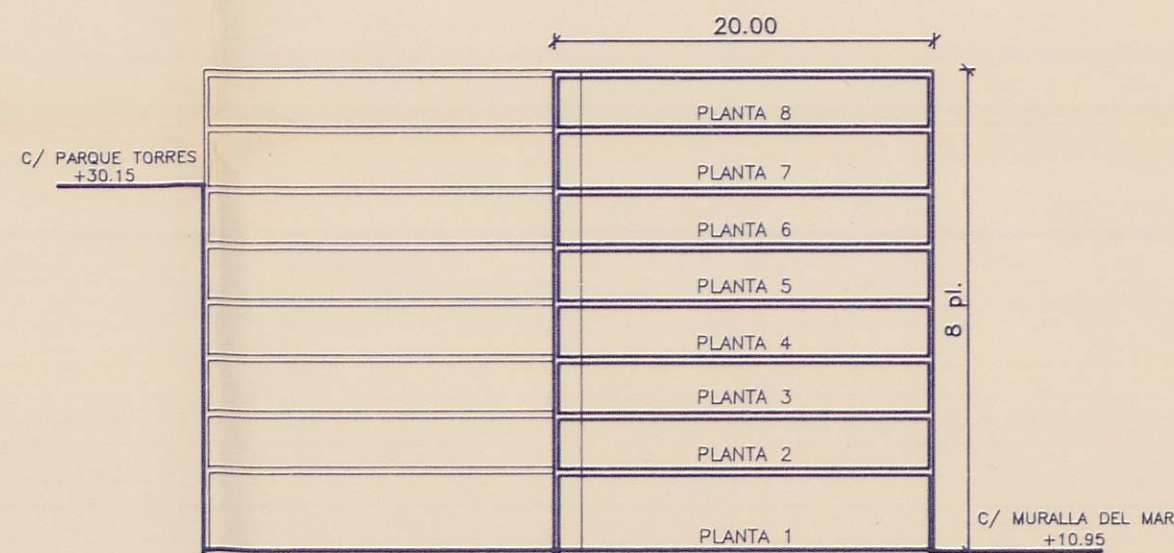 20.00
PLANTA 8
C/ PARQUE TORRES
+30.15
PLANTA 7
PLANTA 6
PLANTA 5
8 pl.
PLANTA 4
PLANTA 3
PLANTA 2
C/ MURALLA DEL MAR
+10.95
PLANTA 1